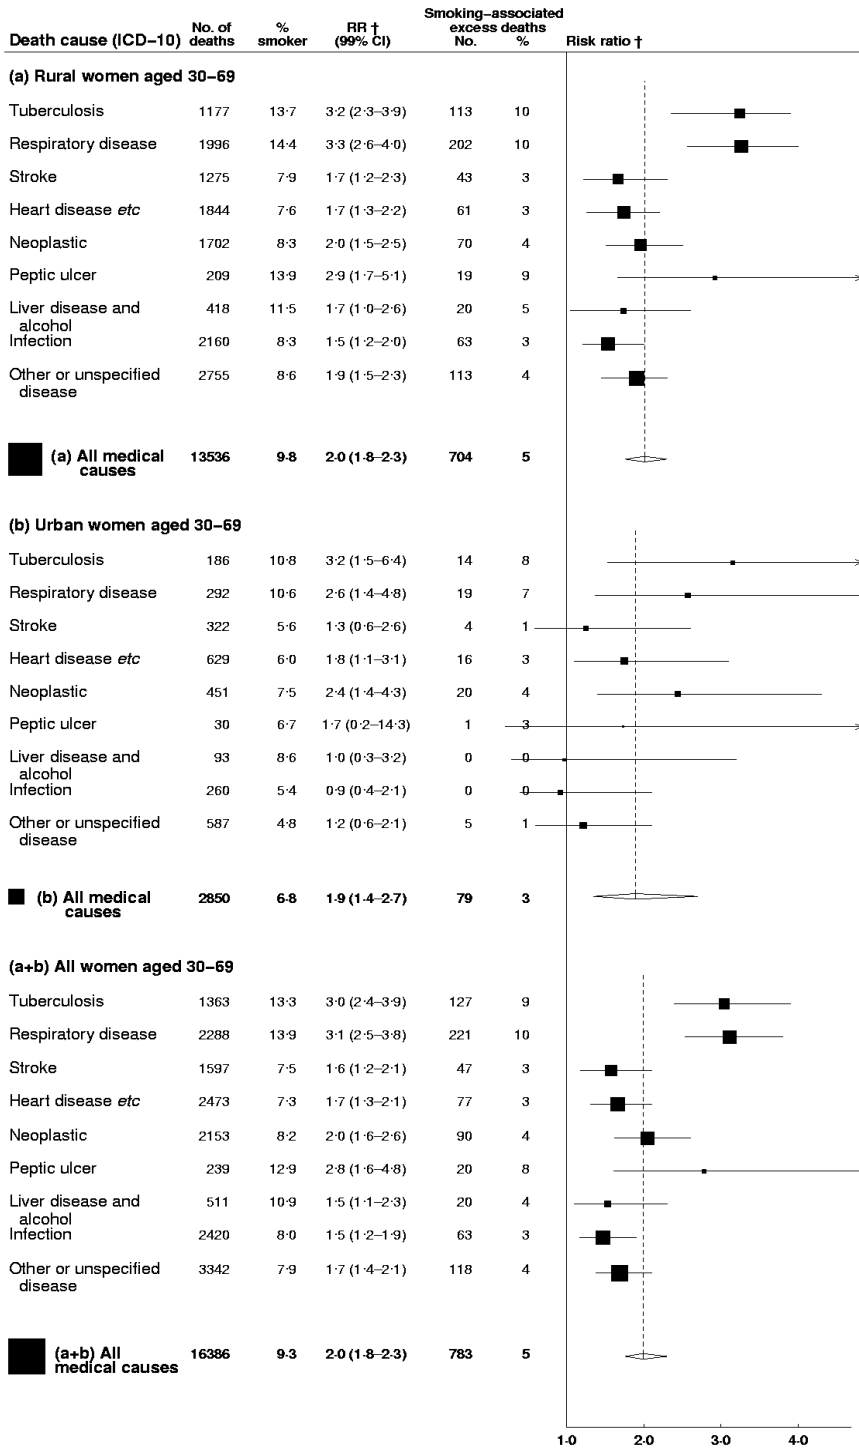 Death cause (ICD-10) No. of deaths % smoker RR † (99% CI) Smoking-associated excess deaths No. % Risk ratio †
(a) Rural women aged 30-69
Tuberculosis 1177 13·7 3·2 (2·3-3·9) 113 10
Respiratory disease 1996 14·4 3·3 (2·6-4·0) 202 10
Stroke 1275 7·9 1·7 (1·2-2·3) 43 3
Heart disease etc 1844 7·6 1·7 (1·3-2·2) 61 3
Neoplastic 1702 8·3 2·0 (1·5-2·5) 70 4
Peptic ulcer 209 13·9 2·9 (1·7-5·1) 19 9
Liver disease and 418 11·5 1·7 (1·0-2·6) 20 5
alcohol
Infection 2160 8·3 1·5 (1·2-2·0) 63 3
Other or unspecified 2755 8·6 1·9 (1·5-2·3) 113 4
disease
(a) All medical 13536 9·8 2·0 (1·8-2·3) 704 5
causes
(b) Urban women aged 30-69
Tuberculosis 186 10·8 3·2 (1·5-6·4) 14 8
Respiratory disease 292 10·6 2·6 (1·4-4·8) 19 7
Stroke 322 5·6 1·3 (0·6-2·6) 4 1
Heart disease etc 629 6·0 1·8 (1·1-3·1) 16 3
Neoplastic 451 7·5 2·4 (1·4-4·3) 20 4
Peptic ulcer 30 6·7 1·7 (0·2-14·3) 1 3
Liver disease and 93 8·6 1·0 (0·3-3·2) 0 0
alcohol
Infection 260 5·4 0·9 (0·4-2·1) 0 0
Other or unspecified 587 4·8 1·2 (0·6-2·1) 5 1
disease
(b) All medical 2850 6·8 1·9 (1·4-2·7) 79 3
causes
(a+b) All women aged 30-69
Tuberculosis 1363 13·3 3·0 (2·4-3·9) 127 9
Respiratory disease 2288 13·9 3·1 (2·5-3·8) 221 10
Stroke 1597 7·5 1·6 (1·2-2·1) 47 3
Heart disease etc 2473 7·3 1·7 (1·3-2·1) 77 3
Neoplastic 2153 8·2 2·0 (1·6-2·6) 90 4
Peptic ulcer 239 12·9 2·8 (1·6-4·8) 20 8
Liver disease and 511 10·9 1·5 (1·1-2·3) 20 4
alcohol
Infection 2420 8·0 1·5 (1·2-1·9) 63 3
Other or unspecified 3342 7·9 1·7 (1·4-2·1) 118 4
disease
(a+b) All 16386 9·3 2·0 (1·8-2·3) 783 5
medical causes
1·0 2·0 3·0 4·0